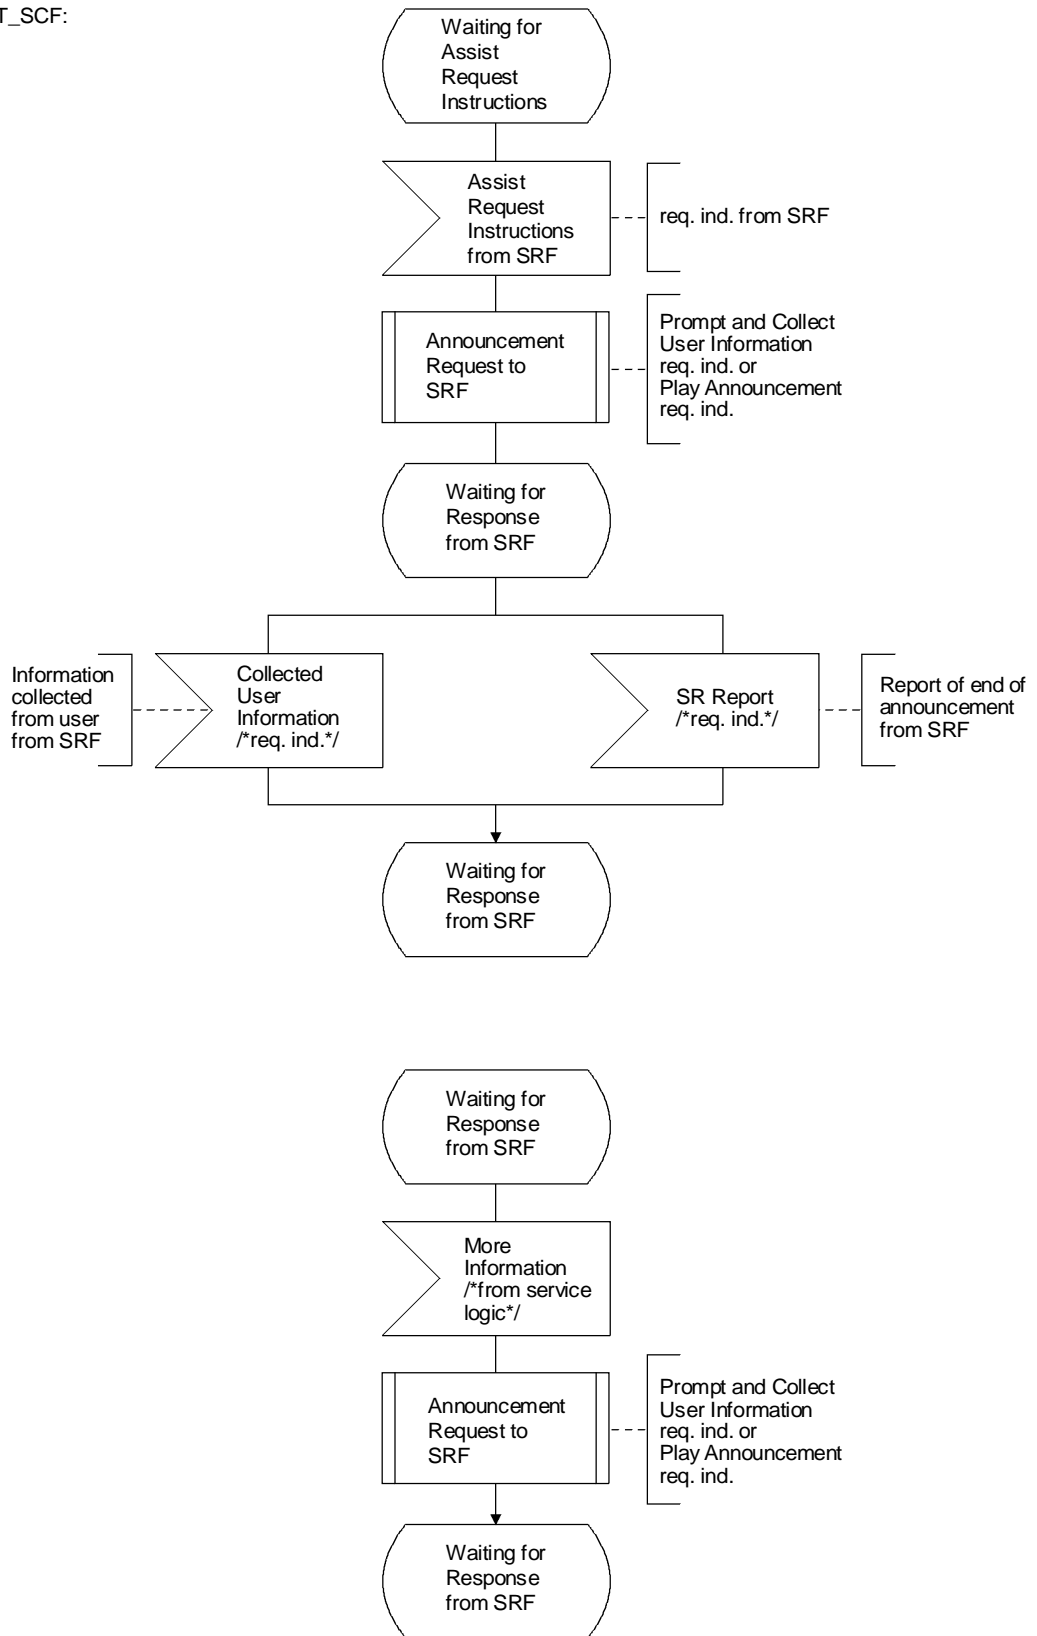 T_SCF:
Waiting for
Assist
Request
Instructions
Assist
Request
Instructions
from SRF
req. ind. from SRF
Announcement
Request to
SRF
Prompt and Collect
User Information
req. ind. or
Play Announcement
req. ind.
Waiting for
Response
from SRF
Information
collected
from user
from SRF
Collected
User
Information
/*req. ind.*/
SR Report
/*req. ind.*/
Report of end of
announcement
from SRF
Waiting for
Response
from SRF
Waiting for
Response
from SRF
More
Information
/*from service
logic*/
Announcement
Request to
SRF
Prompt and Collect
User Information
req. ind. or
Play Announcement
req. ind.
Waiting for
Response
from SRF